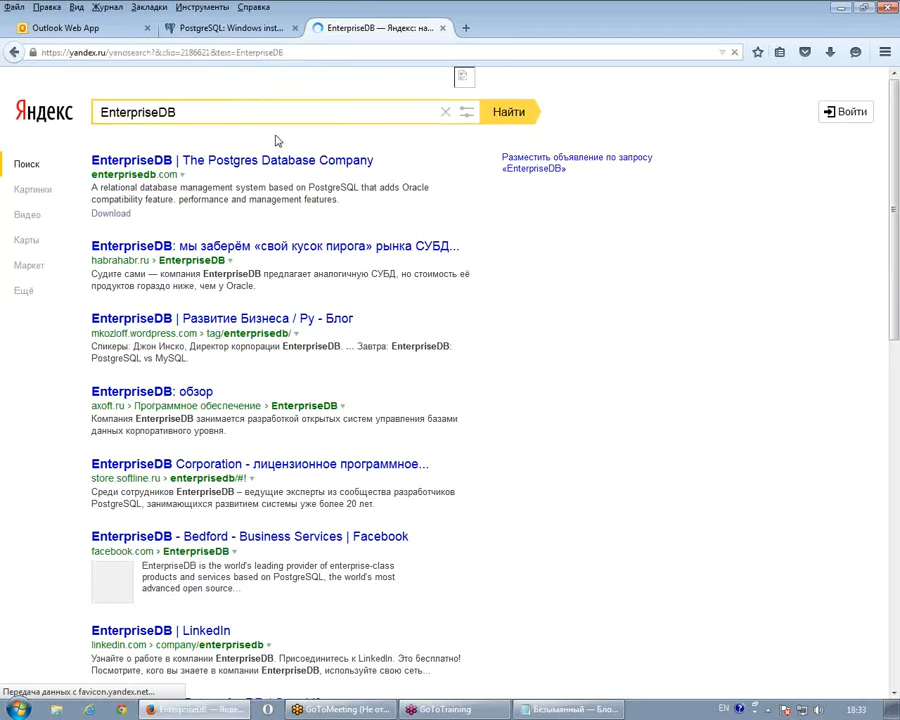 Файл Правка Вид Журнал Закладки Инструменты Справка
Outlook Web App
PostgreSQL: Windows inst...
EnterpriseDB — Яндекс: на...
https://yandex.ru/yandsearch?&clid=2186621&text=EnterpriseDB
Яндекс
EnterpriseDB
Найти
Войти
Поиск
Картинки
Видео
Карты
Маркет
Ещё
EnterpriseDB | The Postgres Database Company
enterprisedb.com
A relational database management system based on PostgreSQL that adds Oracle
compatibility feature. performance and management features.
Download
EnterpriseDB: мы заберём «свой кусок пирога» рынка СУБД...
habrahabr.ru › EnterpriseDB
Судите сами — компания EnterpriseDB предлагает аналогичную СУБД, но стоимость её
продуктов гораздо ниже, чем у Oracle.
EnterpriseDB | Развитие Бизнеса / Ру - Блог
mkozloff.wordpress.com › tag/enterprisedb/
Спикеры: Джон Инско, Директор корпорации EnterpriseDB. ... Завтра: EnterpriseDB:
PostgreSQL vs MySQL.
EnterpriseDB: обзор
axoft.ru › Программное обеспечение › EnterpriseDB
Компания EnterpriseDB занимается разработкой открытых систем управления базами
данных корпоративного уровня.
EnterpriseDB Corporation - лицензионное программное...
store.softline.ru › enterprisedb/#!
Среди сотрудников EnterpriseDB – ведущие эксперты из сообщества разработчиков
PostgreSQL, занимающихся развитием системы уже более 20 лет.
EnterpriseDB - Bedford - Business Services | Facebook
facebook.com › EnterpriseDB
EnterpriseDB is the world's leading provider of enterprise-class
products and services based on PostgreSQL, the world's most
advanced open source...
EnterpriseDB | LinkedIn
linkedin.com › company/enterprisedb
Узнайте о работе в компании EnterpriseDB. Присоединитесь к LinkedIn. Это бесплатно!
Посмотрите, кого вы знаете в компании EnterpriseDB, используйте свою сеть...
Разместить объявление по запросу
«EnterpriseDB»
Передача данных с favicon.yandex.net...
EnterpriseDB — Янде...
GoToMeeting (Не от...
GoToTraining
Безымянный — Бло...
EN
18:33